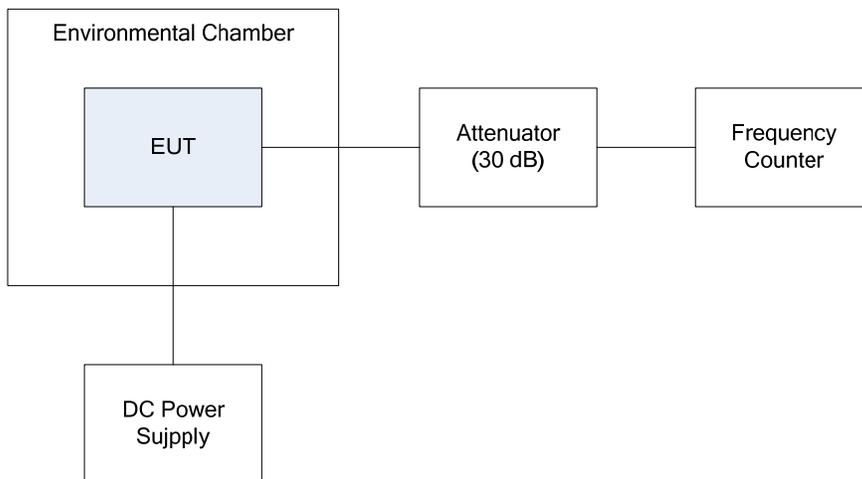 Environmental Chamber
EUT
Attenuator
(30 dB)
Frequency
Counter
DC Power
Sujpply